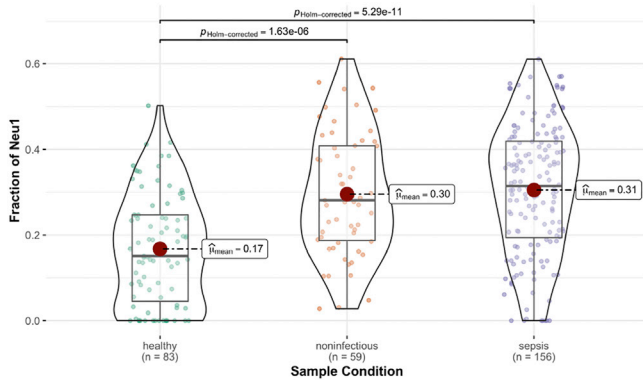 pHolm−corrected = 5.29e-11
pHolm−corrected = 1.63e-06
Fraction of Neu1
0.6
0.4
0.2
0.0
μ̂mean = 0.17
μ̂mean = 0.30
μ̂mean = 0.31
healthy
(n = 83)
noninfectious
(n = 59)
sepsis
(n = 156)
Sample Condition